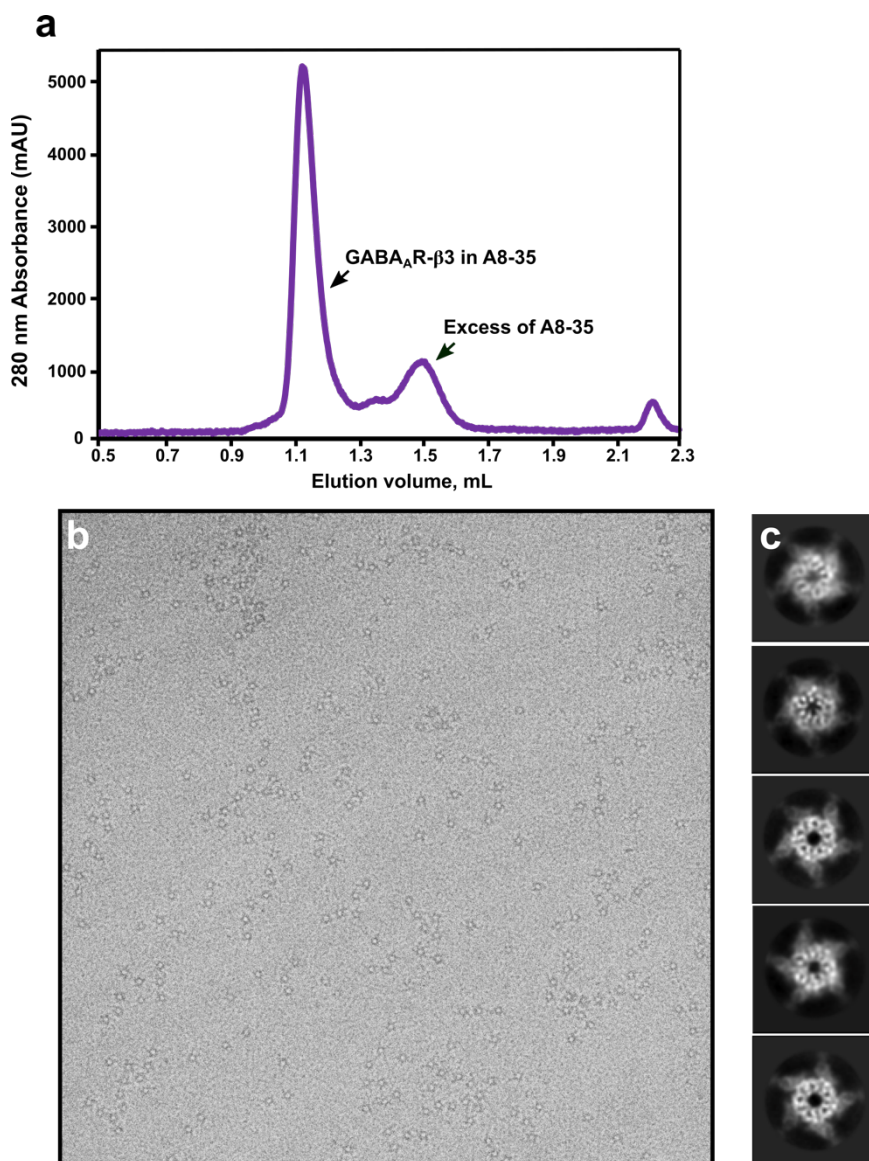 a
280 nm Absorbance (mAU)
5000
4000
3000
2000
1000
0
GABA_AR-β3 in A8-35
Excess of A8-35
0.5 0.7 0.9 1.1 1.3 1.5 1.7 1.9 2.1 2.3
Elution volume, mL
b
c